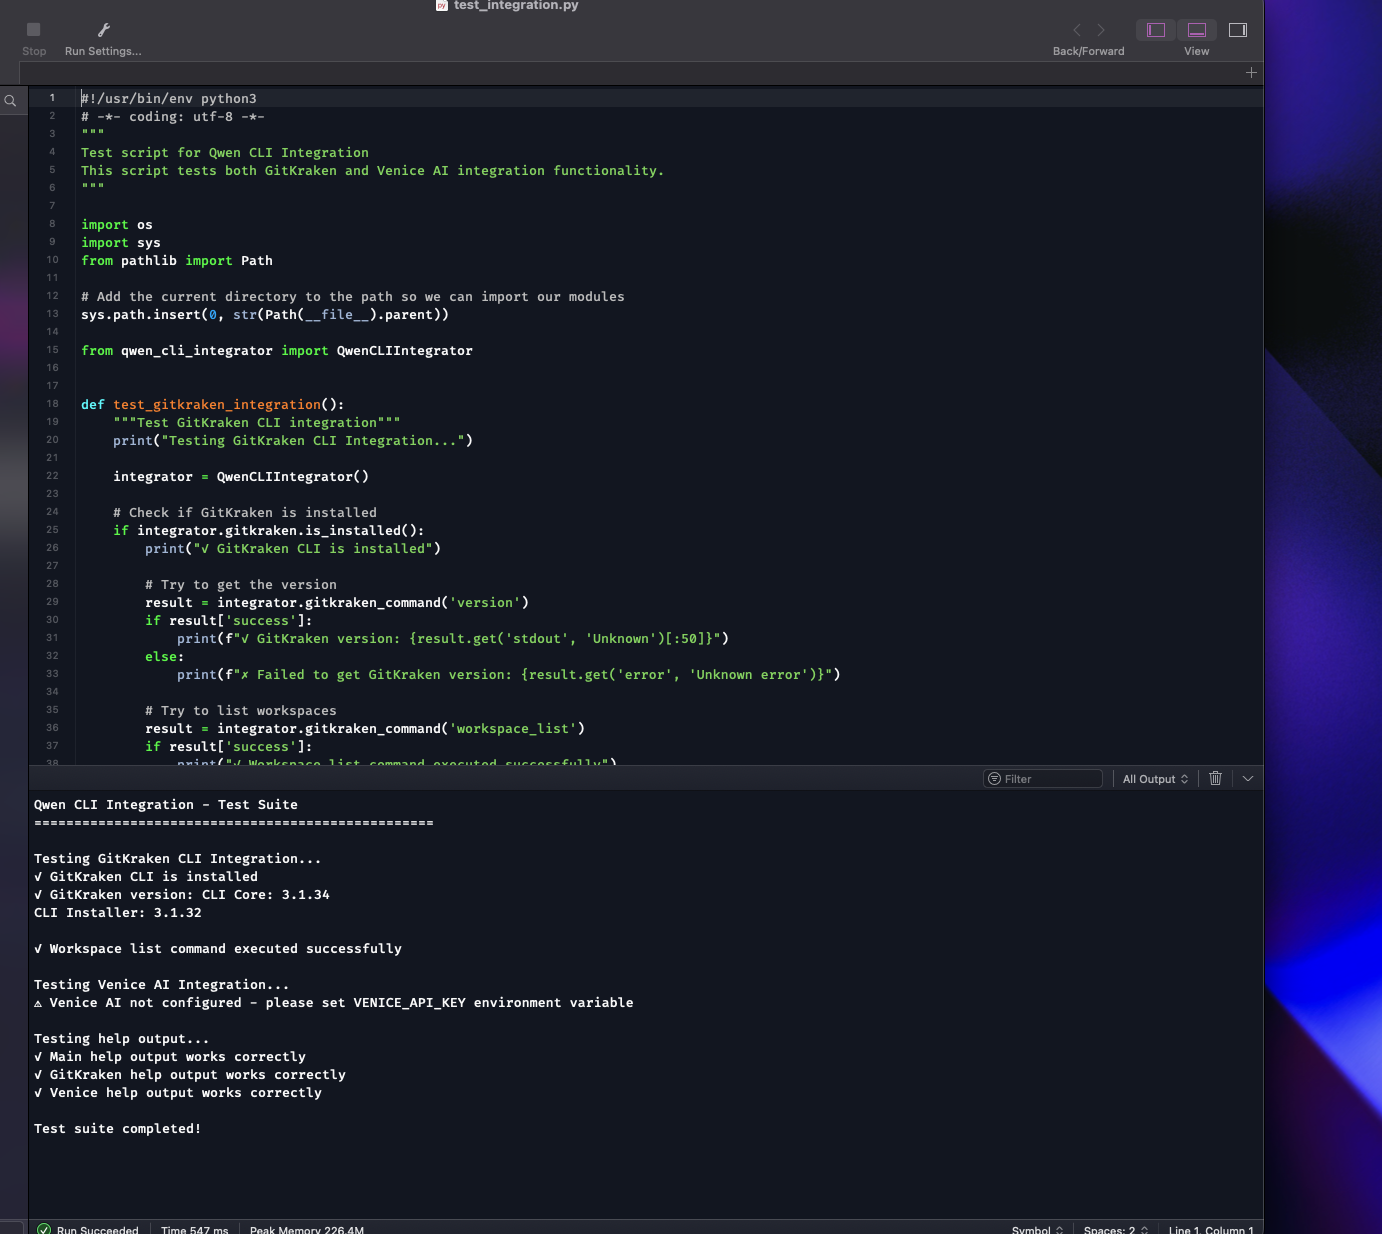 test_integration.py
Stop
Run Settings...
Back/Forward
View
1 #!/usr/bin/env python3
2 # -*- coding: utf-8 -*-
3 """
4 Test script for Qwen CLI Integration
5 This script tests both GitKraken and Venice AI integration functionality.
6 """
7
8 import os
9 import sys
10 from pathlib import Path
11
12 # Add the current directory to the path so we can import our modules
13 sys.path.insert(0, str(Path(__file__).parent))
14
15 from qwen_cli_integrator import QwenCLIIntegrator
16
17
18 def test_gitkraken_integration():
19     """Test GitKraken CLI integration"""
20     print("Testing GitKraken CLI Integration...")
21
22     integrator = QwenCLIIntegrator()
23
24     # Check if GitKraken is installed
25     if integrator.gitkraken.is_installed():
26         print("✓ GitKraken CLI is installed")
27
28         # Try to get the version
29         result = integrator.gitkraken_command('version')
30         if result['success']:
31             print(f"✓ GitKraken version: {result.get('stdout', 'Unknown')[:50]}")
32         else:
33             print(f"✗ Failed to get GitKraken version: {result.get('error', 'Unknown error')}")
34
35         # Try to list workspaces
36         result = integrator.gitkraken_command('workspace_list')
37         if result['success']:
38             print("✓ Workspace list command executed successfully")
Filter
All Output
Qwen CLI Integration - Test Suite
==================================================
Testing GitKraken CLI Integration...
✓ GitKraken CLI is installed
✓ GitKraken version: CLI Core: 3.1.34
CLI Installer: 3.1.32
✓ Workspace list command executed successfully
Testing Venice AI Integration...
⚠ Venice AI not configured - please set VENICE_API_KEY environment variable
Testing help output...
✓ Main help output works correctly
✓ GitKraken help output works correctly
✓ Venice help output works correctly
Test suite completed!
Run Succeeded
Time 547 ms
Peak Memory 226.4M
Symbol
Spaces: 2
Line 1, Column 1